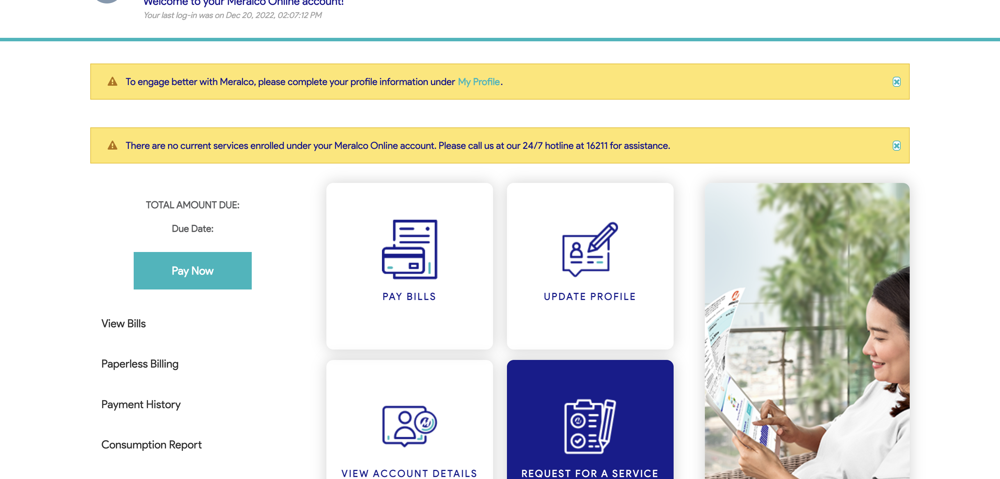 Welcome to your Meralco Online account!
Your last log-in was on Dec 20, 2022, 02:07:12 PM
To engage better with Meralco, please complete your profile information under My Profile.
There are no current services enrolled under your Meralco Online account. Please call us at our 24/7 hotline at 16211 for assistance.
TOTAL AMOUNT DUE:
Due Date:
Pay Now
View Bills
Paperless Billing
Payment History
Consumption Report
PAY BILLS
UPDATE PROFILE
VIEW ACCOUNT DETAILS
REQUEST FOR A SERVICE